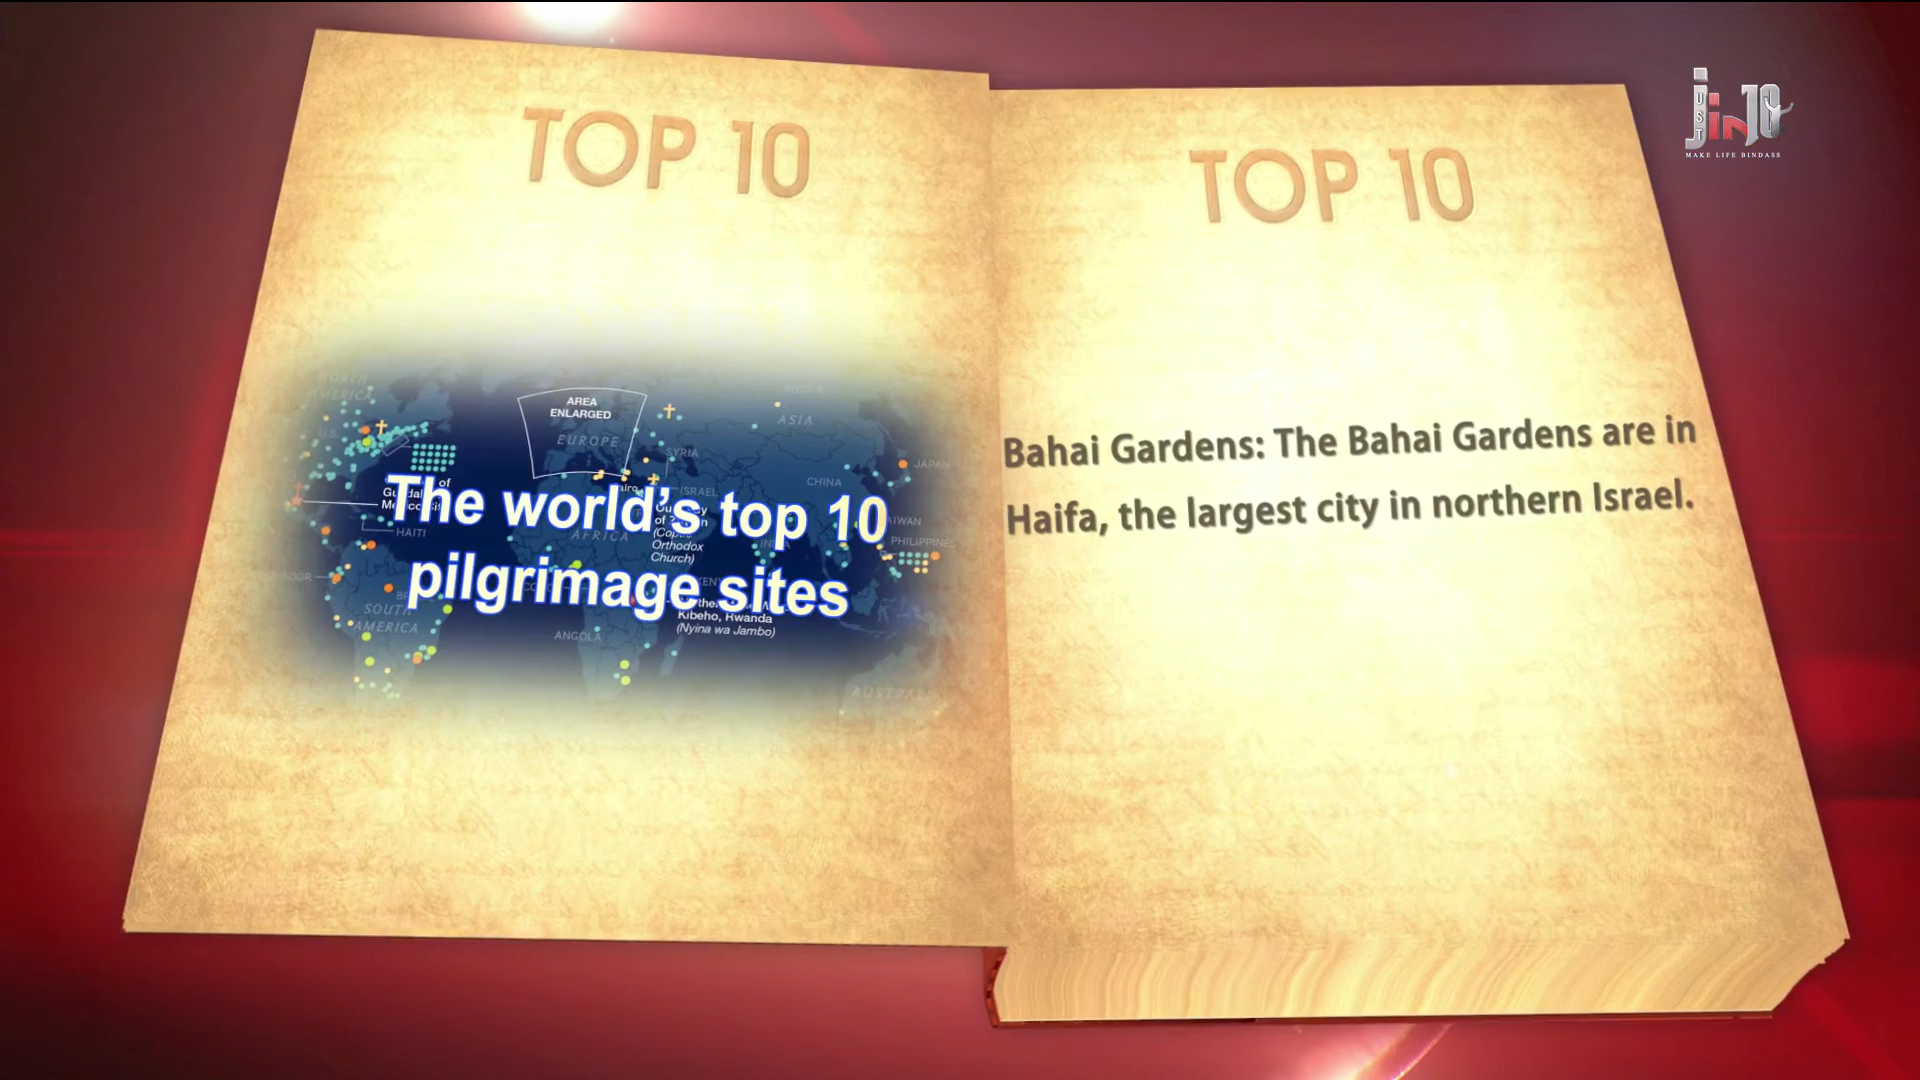 TOP 10
AREA
ENLARGED
EUROPE
ASIA
SYRIA
JAPAN
CHINA
ISRAEL
The world's top 10
HAITI
AFRICA
(Coptic
Orthodox
Church)
pilgrimage sites
SOUTH
AMERICA
Kibeho, Rwanda
(Nyina wa Jambo)
ANGOLA
TOP 10
Bahai Gardens: The Bahai Gardens are in
Haifa, the largest city in northern Israel.
JUST in10
MAKE LIFE BINDASS